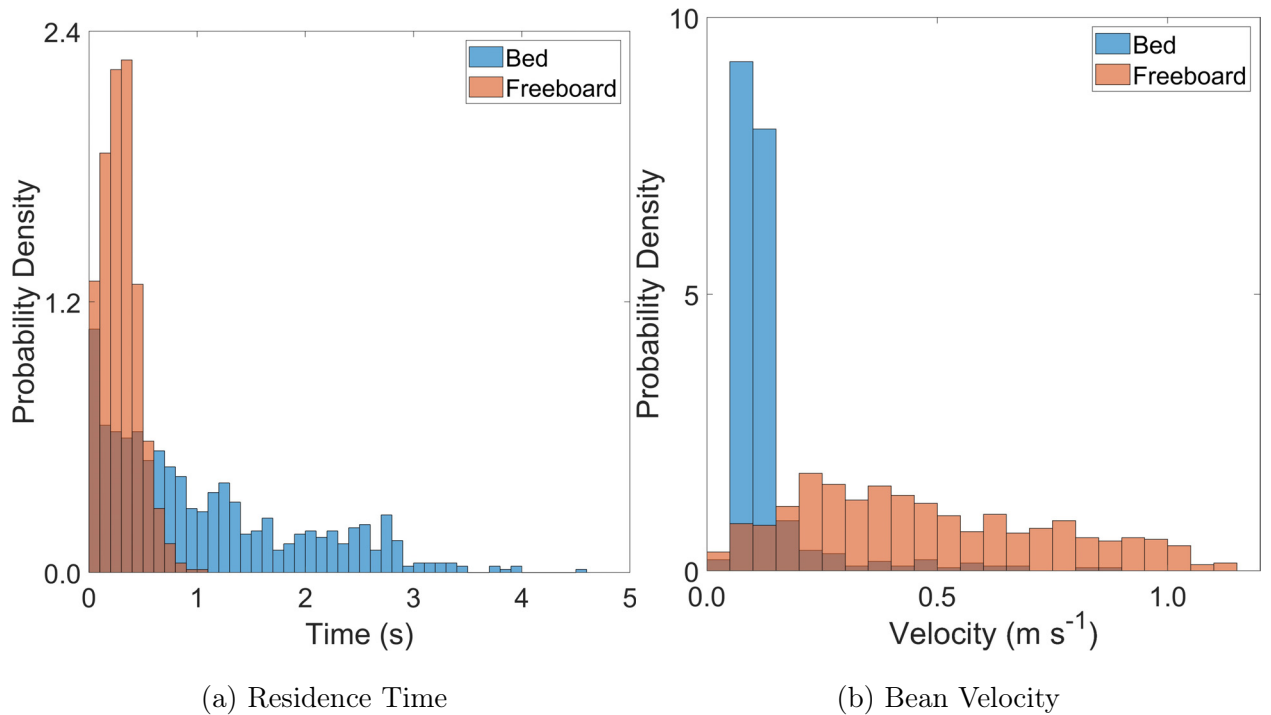 2.4
1.2
0.0
0
1
2
3
4
5
Probability Density
Time (s)
Bed
Freeboard
(a) Residence Time
10
5
0
0.0
0.5
1.0
Probability Density
Velocity (m s⁻¹)
Bed
Freeboard
(b) Bean Velocity